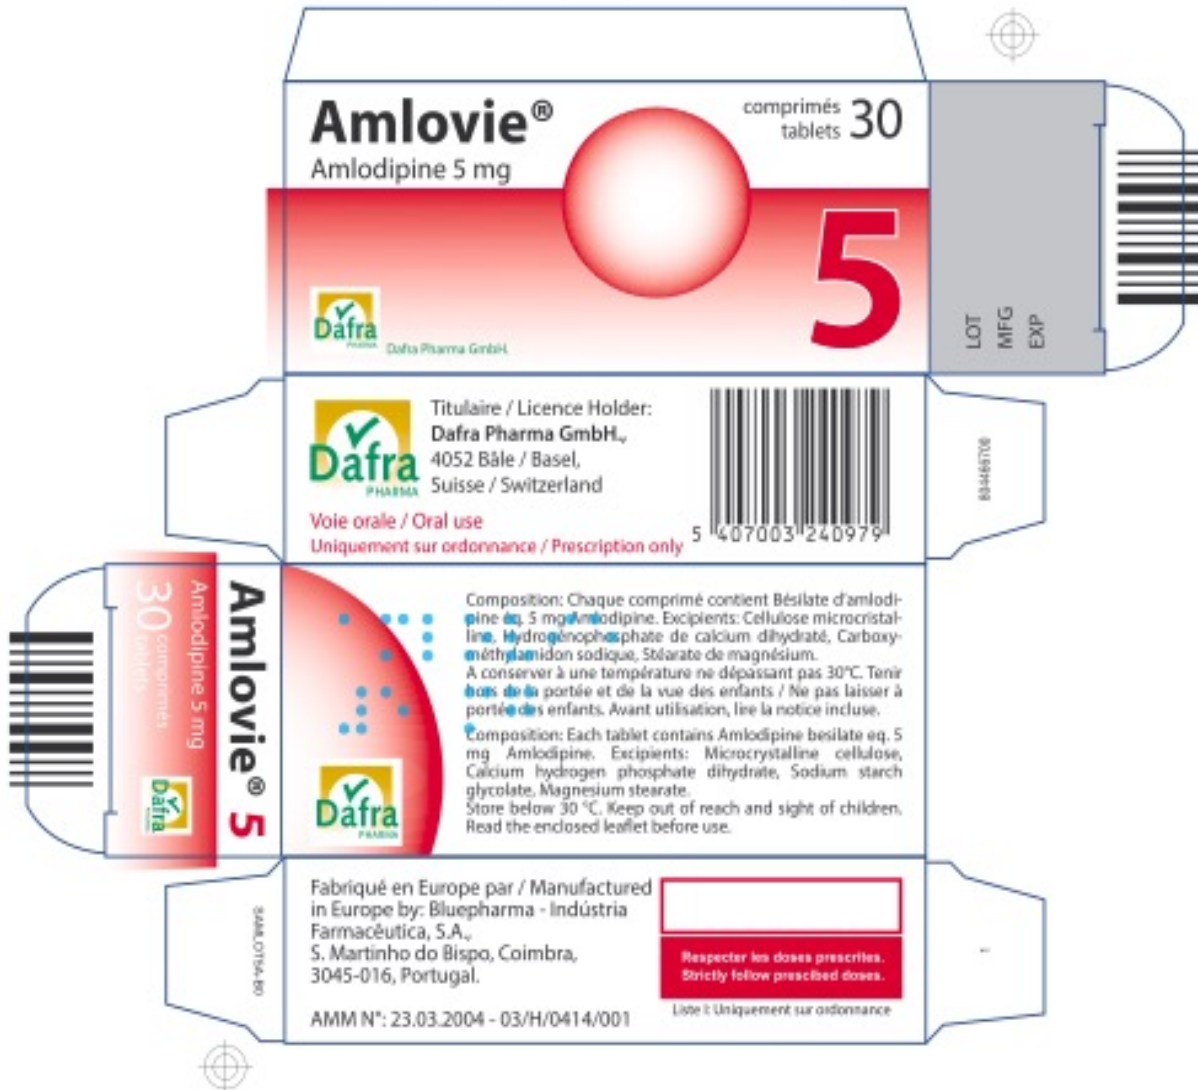 Amlovie®
Amlodipine 5 mg
comprimés
tablets 30
5
Dafra
PHARMA
Dafra Pharma GmbH.
LOT
MFG
EXP
Dafra
PHARMA
Titulaire / Licence Holder:
Dafra Pharma GmbH.,
4052 Bâle / Basel,
Suisse / Switzerland
Voie orale / Oral use
Uniquement sur ordonnance / Prescription only
5 407003 240979
Amlovie® 5
Amlodipine 5 mg
30 comprimés
tablets
Dafra
PHARMA
Composition: Chaque comprimé contient Bésilate d'amlodi-
pine éq. 5 mg Amlodipine. Excipients: Cellulose microcristal-
line, Hydrogénophosphate de calcium dihydraté, Carboxy-
méthylamidon sodique, Stéarate de magnésium.
A conserver à une température ne dépassant pas 30°C. Tenir
hors de la portée et de la vue des enfants / Ne pas laisser à
portée des enfants. Avant utilisation, lire la notice incluse.
Composition: Each tablet contains Amlodipine besilate eq. 5
mg Amlodipine. Excipients: Microcrystalline cellulose,
Calcium hydrogen phosphate dihydrate, Sodium starch
glycolate, Magnesium stearate.
Store below 30 °C. Keep out of reach and sight of children.
Read the enclosed leaflet before use.
Dafra
PHARMA
Fabriqué en Europe par / Manufactured
in Europe by: Bluepharma - Indústria
Farmacêutica, S.A.,
S. Martinho do Bispo, Coimbra,
3045-016, Portugal.
AMM N°: 23.03.2004 - 03/H/0414/001
Respecter les doses prescrites.
Strictly follow prescibed doses.
Liste I: Uniquement sur ordonnance